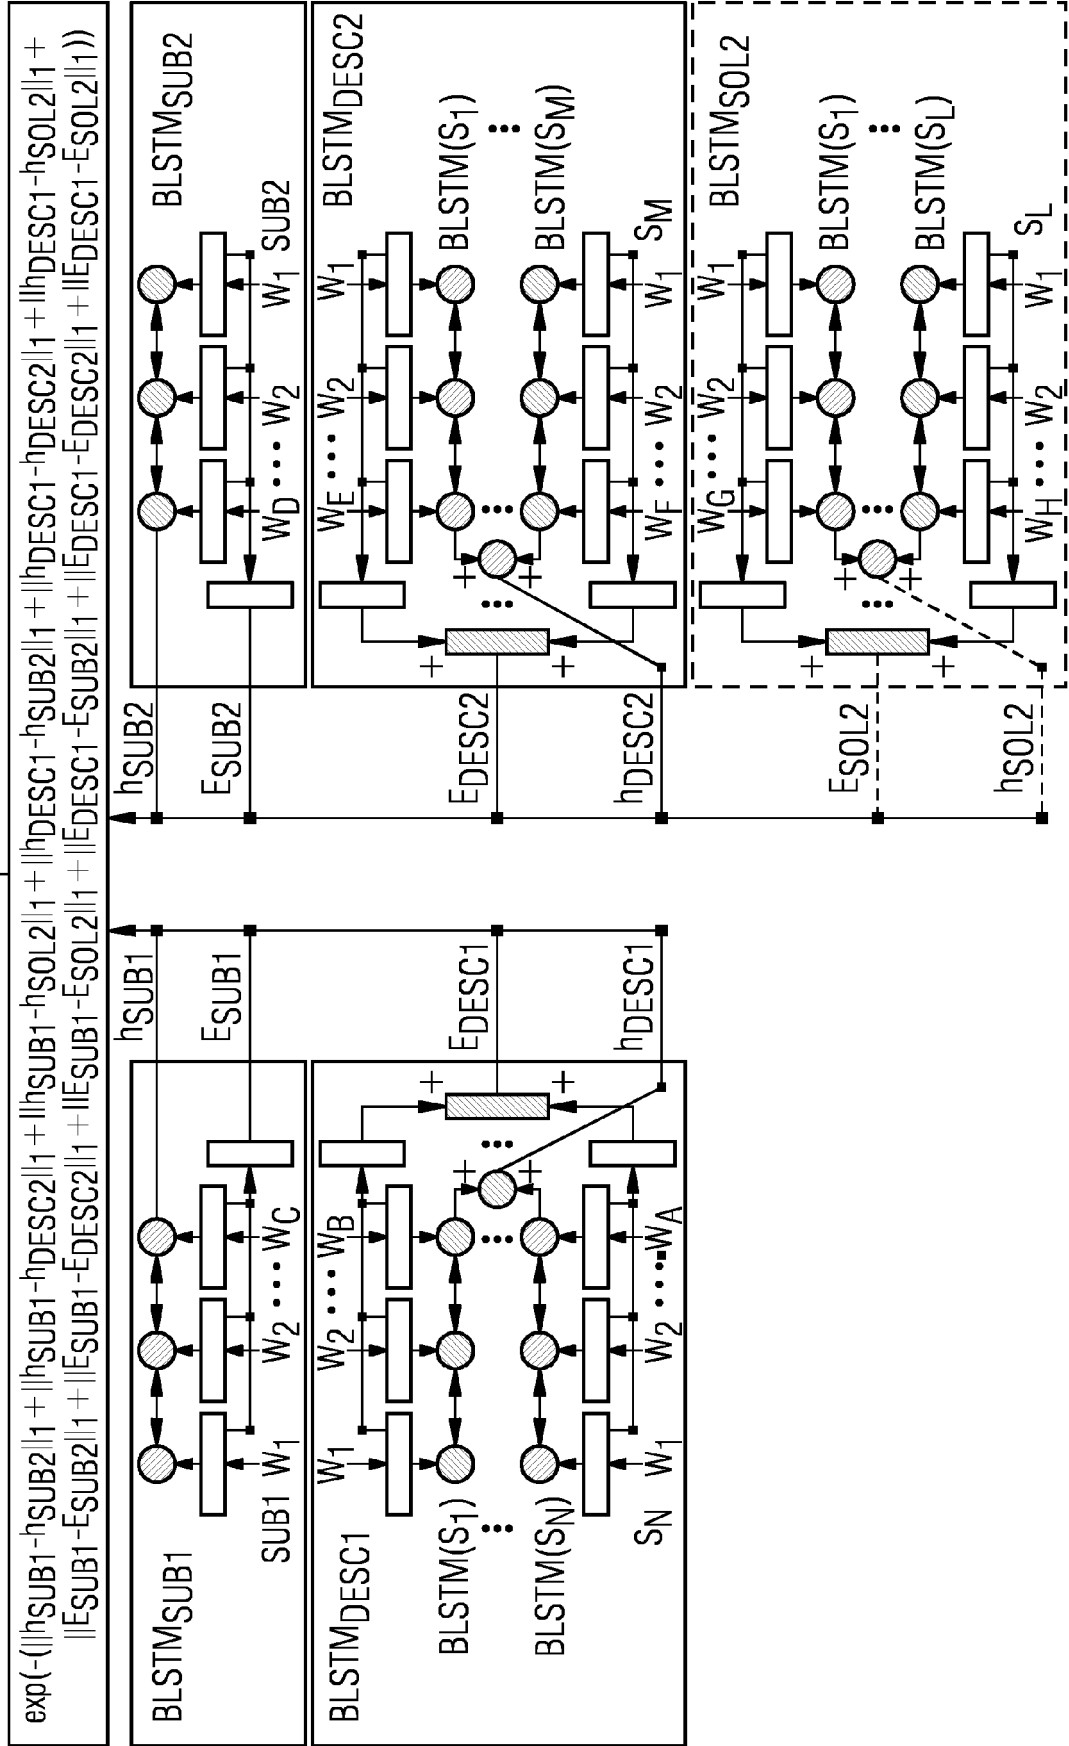 exp(-(||hSUB1-hSUB2||1 + ||hSUB1-hDESC2||1 + ||hSUB1-hSOL2||1 + ||hDESC1-hSUB2||1 + ||hDESC1-hDESC2||1 + ||hDESC1-hSOL2||1 +
||ESUB1-ESUB2||1 + ||ESUB1-EDESC2||1 + ||ESUB1-ESOL2||1 + ||EDESC1-ESUB2||1 + ||EDESC1-EDESC2||1 + ||EDESC1-ESOL2||1))
BLSTMSUB1
SUB1
W1
W2
WC
hSUB1
ESUB1
BLSTMDESC1
W1
W2
WB
BLSTM(S1)
BLSTM(SN)
SN
W1
W2
WA
+
+
+
+
EDESC1
hDESC1
hSUB2
ESUB2
BLSTMSUB2
WD
W2
W1
SUB2
EDESC2
hDESC2
BLSTMDESC2
WE
W2
W1
BLSTM(S1)
BLSTM(SM)
WF
W2
W1
SM
+
+
+
+
ESOL2
hSOL2
BLSTMSOL2
WG
W2
W1
BLSTM(S1)
BLSTM(SL)
WH
W2
W1
SL
+
+
+
+